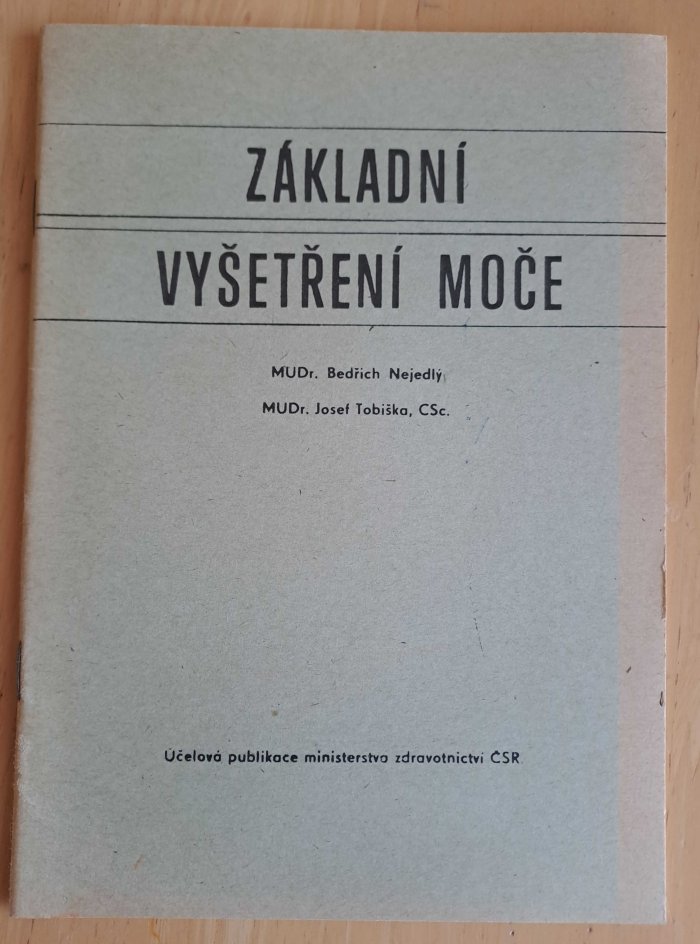 ZÁKLADNÍ
VYŠETŘENÍ MOČE
MUDr. Bedřich Nejedlý
MUDr. Josef Tobiška, CSc.
Účelová publikace ministerstva zdravotnictví ČSR